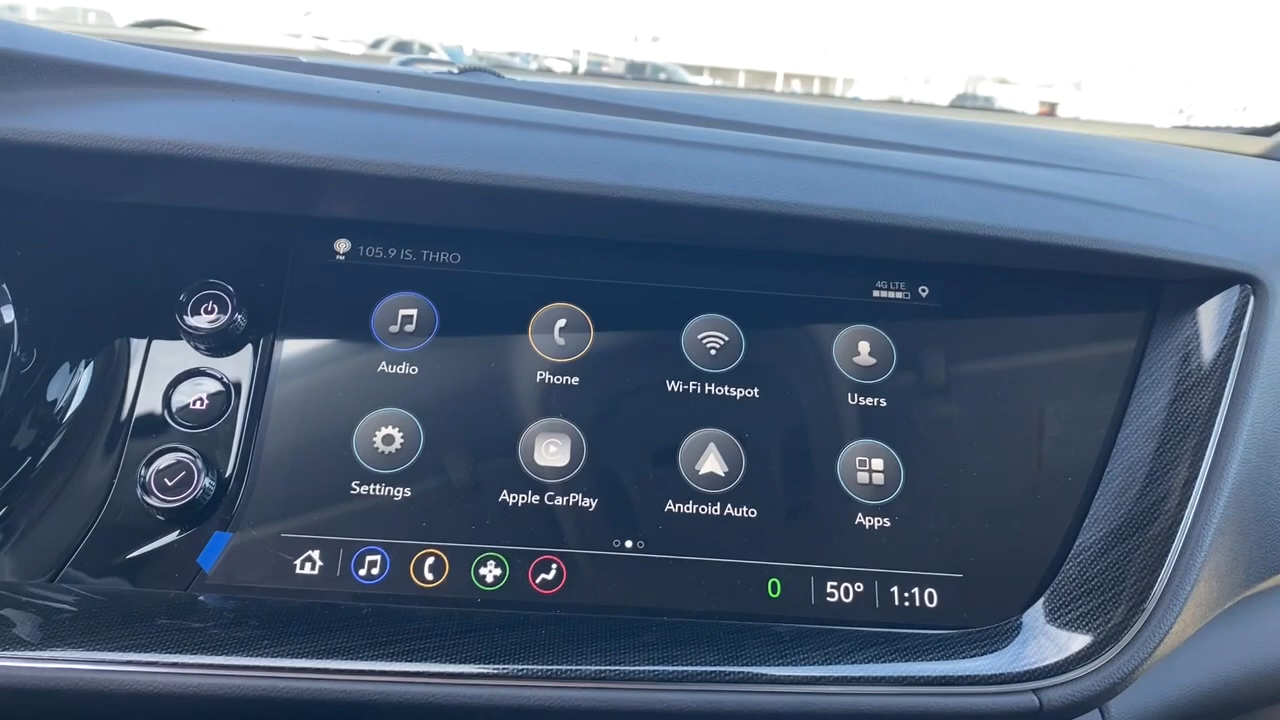 FM
105.9 IS, THRO
4G LTE
Audio
Phone
Wi-Fi Hotspot
Users
Settings
Apple CarPlay
Android Auto
Apps
0
50°
1:10